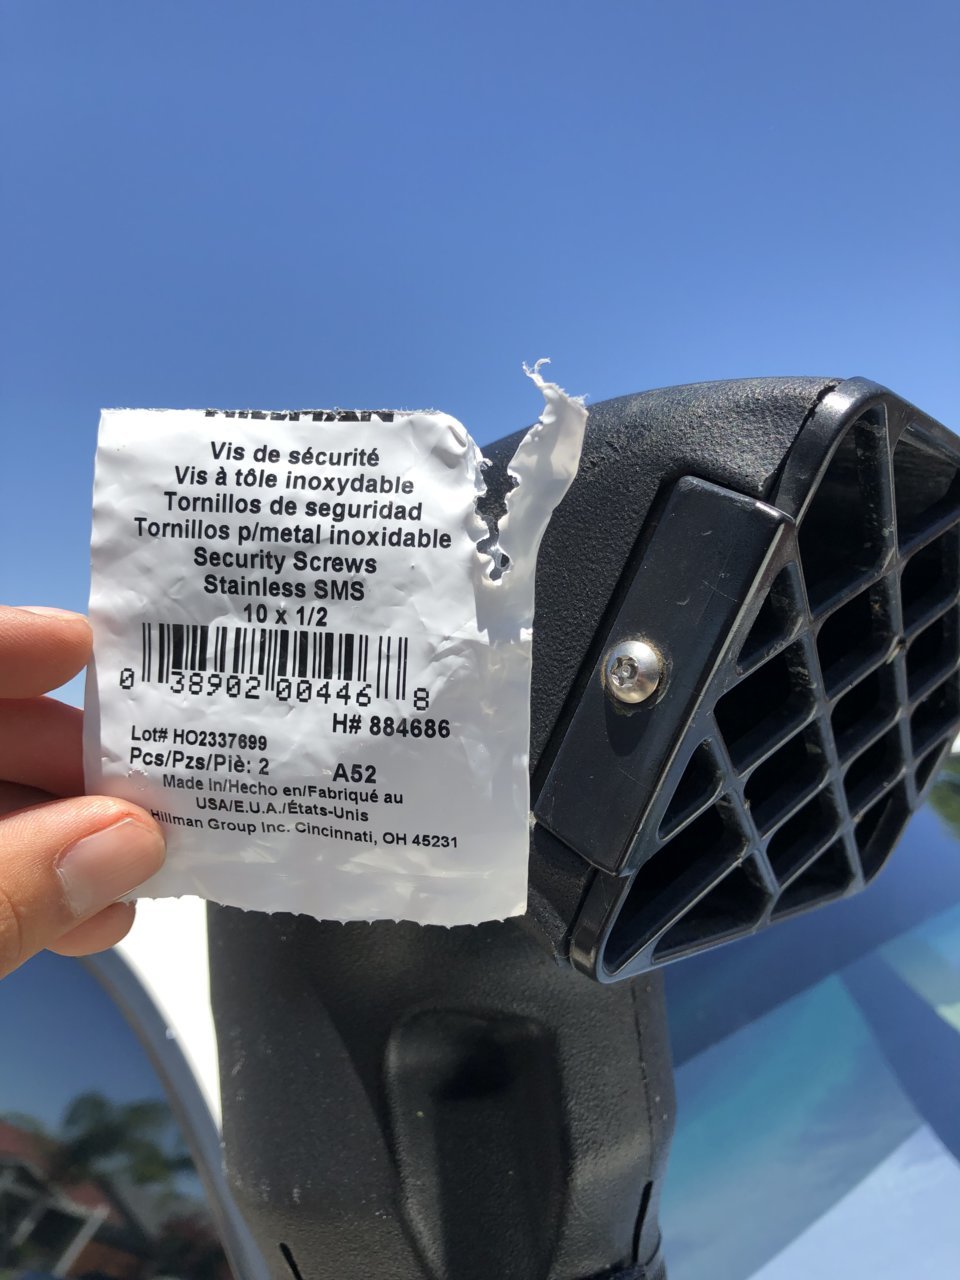 Vis de sécurité
Vis à tôle inoxydable
Tornillos de seguridad
Tornillos p/metal inoxidable
Security Screws
Stainless SMS
10 x 1/2
0 38902 00446 8
H# 884686
Lot# HO2337699
Pcs/Pzs/Piè: 2 A52
Made In/Hecho en/Fabriqué au
USA/E.U.A./États-Unis
Hillman Group Inc. Cincinnati, OH 45231